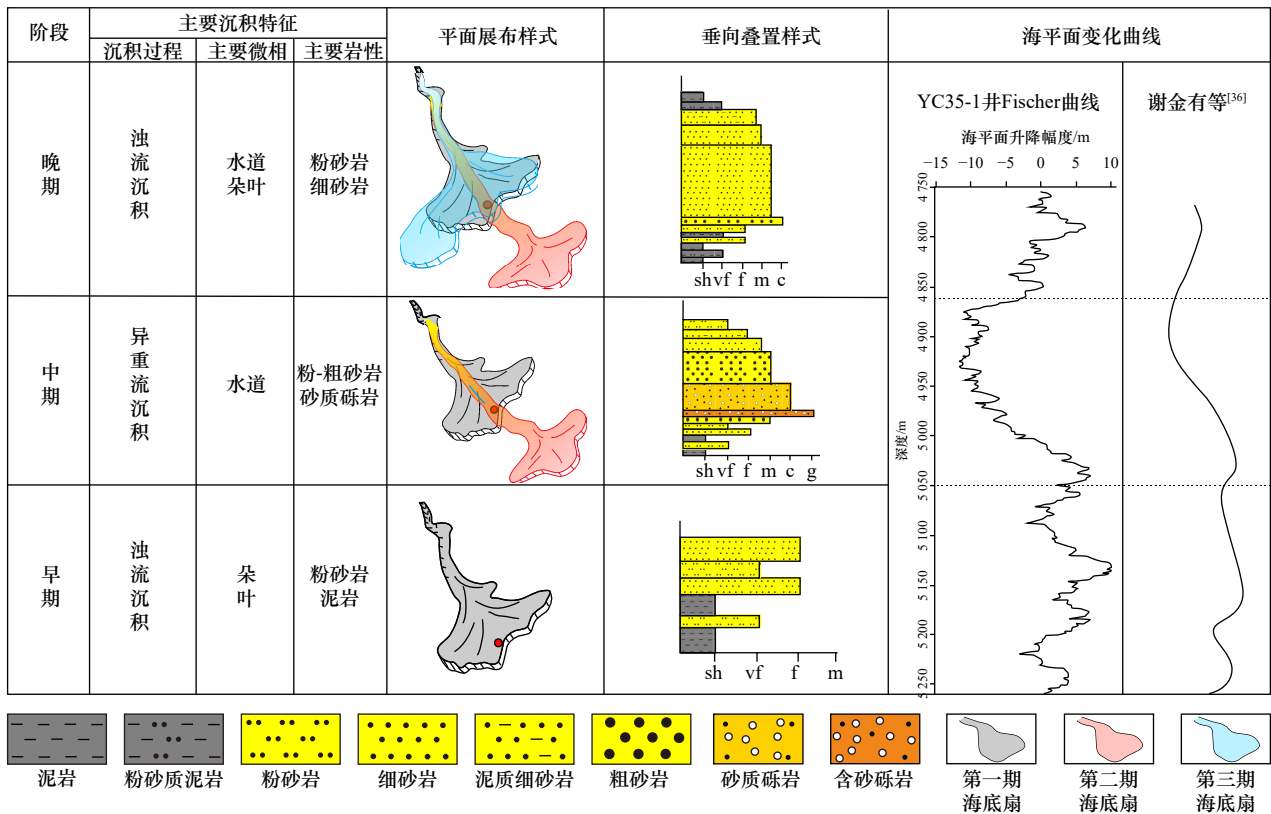 阶段
主要沉积特征
沉积过程
主要微相
主要岩性
平面展布样式
垂向叠置样式
海平面变化曲线
晚期
浊流沉积
水道
朵叶
粉砂岩
细砂岩
sh vf f m c
中期
异重流沉积
水道
粉-粗砂岩
砂质砾岩
sh vf f m c g
早期
浊流沉积
朵叶
粉砂岩
泥岩
sh vf f m
YC35-1井Fischer曲线
谢金有等[36]
海平面升降幅度/m
−15 −10 −5 0 5 10
深度/m
4 750
4 800
4 850
4 900
4 950
5 000
5 050
5 100
5 150
5 200
5 250
泥岩
粉砂质泥岩
粉砂岩
细砂岩
泥质细砂岩
粗砂岩
砂质砾岩
含砂砾岩
第一期
海底扇
第二期
海底扇
第三期
海底扇